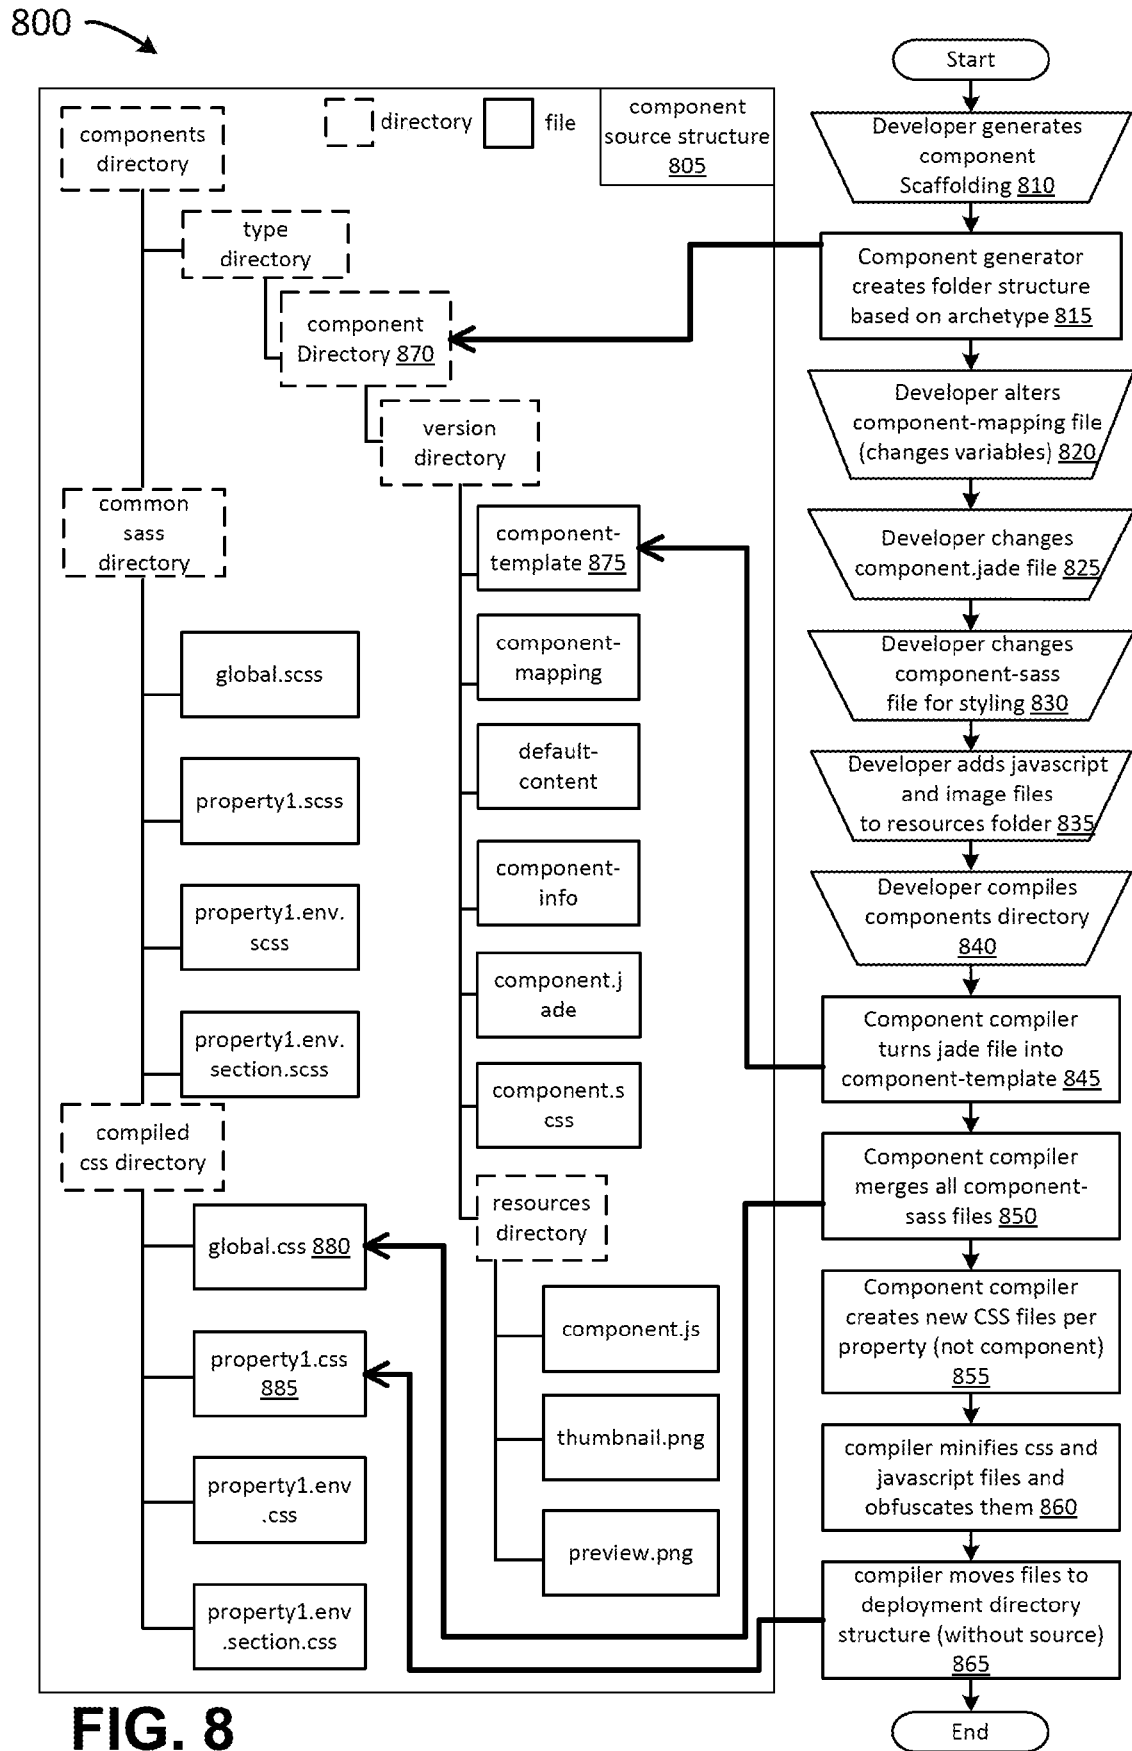 800
components
directory
directory
file
component
source structure
805
type
directory
component
Directory 870
version
directory
common
sass
directory
component-
template 875
component-
mapping
default-
content
component-
info
component.j
ade
component.s
css
resources
directory
component.js
thumbnail.png
preview.png
global.scss
property1.scss
property1.env.
scss
property1.env.
section.scss
compiled
css directory
global.css 880
property1.css
885
property1.env
.css
property1.env
.section.css
Start
Developer generates
component
Scaffolding 810
Component generator
creates folder structure
based on archetype 815
Developer alters
component-mapping file
(changes variables) 820
Developer changes
component.jade file 825
Developer changes
component-sass
file for styling 830
Developer adds javascript
and image files
to resources folder 835
Developer compiles
components directory
840
Component compiler
turns jade file into
component-template 845
Component compiler
merges all component-
sass files 850
Component compiler
creates new CSS files per
property (not component)
855
compiler minifies css and
javascript files and
obfuscates them 860
compiler moves files to
deployment directory
structure (without source)
865
End
FIG. 8